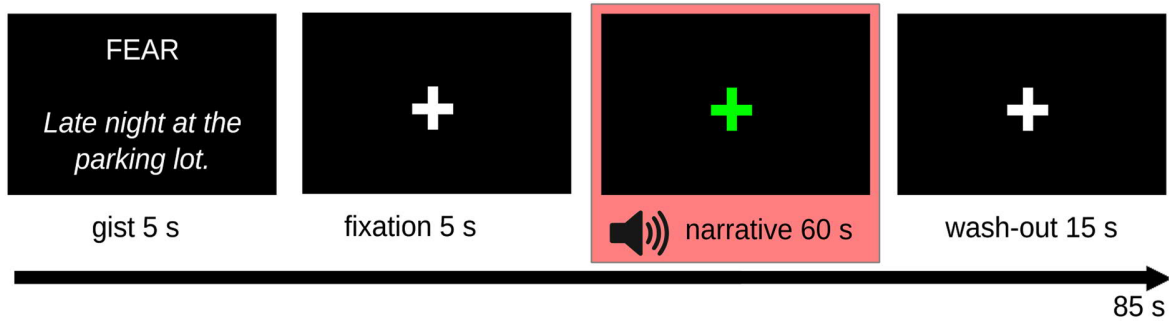 FEAR
Late night at the
parking lot.
gist 5 s
fixation 5 s
narrative 60 s
wash-out 15 s
85 s